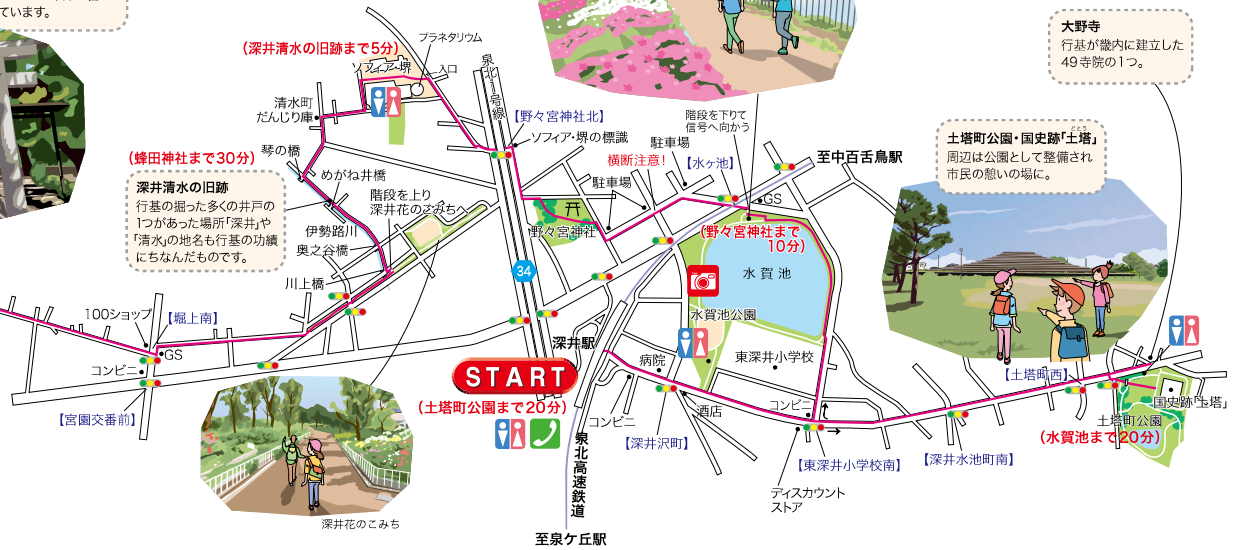 ています。
(深井清水の旧跡まで5分)
プラネタリウム
ソフィア・堺
入口
泉北1号線
清水町
だんじり庫
【野々宮神社北】
ソフィア・堺の標識
階段を下りて
信号へ向かう
駐車場
横断注意!
【水ヶ池】
至中百舌鳥駅
大野寺
行基が畿内に建立した
49寺院の1つ。
土塔町公園・国史跡「土塔」
どとう
周辺は公園として整備され
市民の憩いの場に。
琴の橋
(蜂田神社まで30分)
めがね井橋
深井清水の旧跡
行基の掘った多くの井戸の
1つがあった場所「深井」や
「清水」の地名も行基の功績
にちなんだものです。
階段を上り
深井花のこみちへ
伊勢路川
奥之谷橋
川上橋
駐車場
GS
野々宮神社
(野々宮神社まで
10分)
34
水賀池
水賀池公園
100ショップ
【堀上南】
GS
コンビニ
【宮園交番前】
深井駅
START
(土塔町公園まで20分)
病院
東深井小学校
コンビニ
酒店
【深井沢町】
コンビニ
【東深井小学校南】
ディスカウント
ストア
【深井水池町南】
【土塔町西】
国史跡「土塔」
土塔町公園
(水賀池まで20分)
泉北高速鉄道
至泉ケ丘駅
深井花のこみち